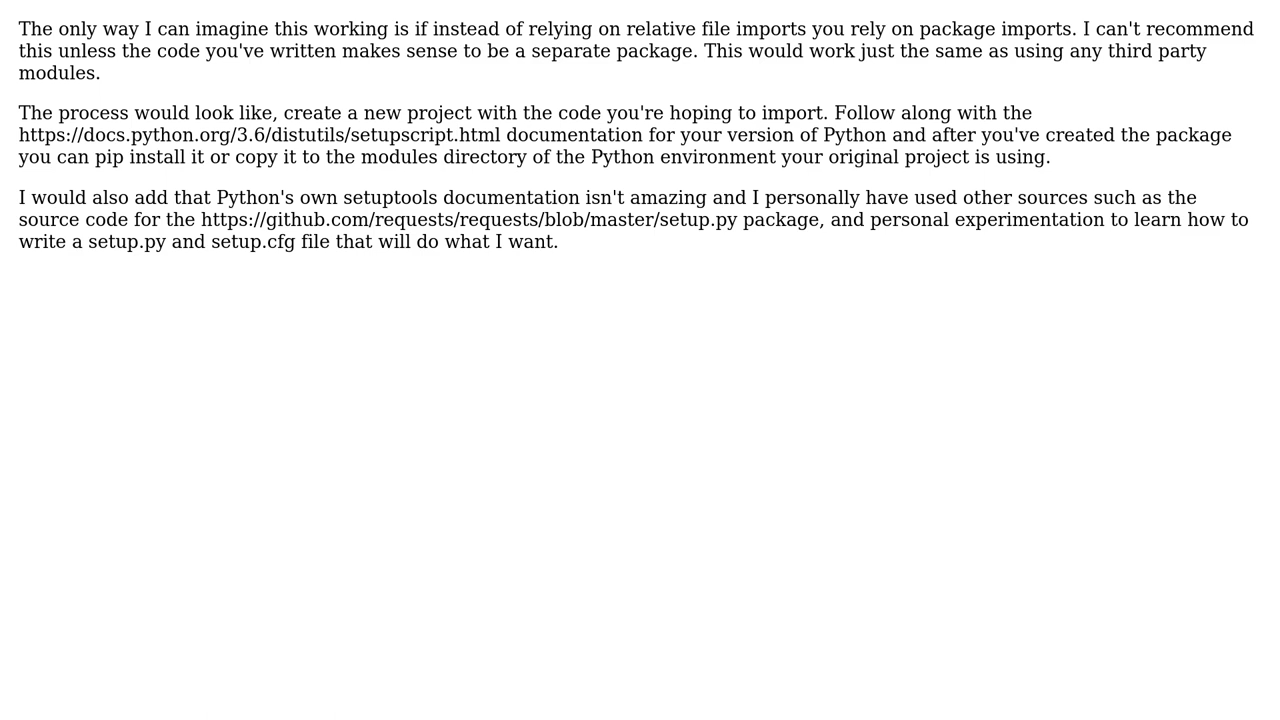 The only way I can imagine this working is if instead of relying on relative file imports you rely on package imports. I can't recommend
this unless the code you've written makes sense to be a separate package. This would work just the same as using any third party
modules.
The process would look like, create a new project with the code you're hoping to import. Follow along with the
https://docs.python.org/3.6/distutils/setupscript.html documentation for your version of Python and after you've created the package
you can pip install it or copy it to the modules directory of the Python environment your original project is using.
I would also add that Python's own setuptools documentation isn't amazing and I personally have used other sources such as the
source code for the https://github.com/requests/requests/blob/master/setup.py package, and personal experimentation to learn how to
write a setup.py and setup.cfg file that will do what I want.